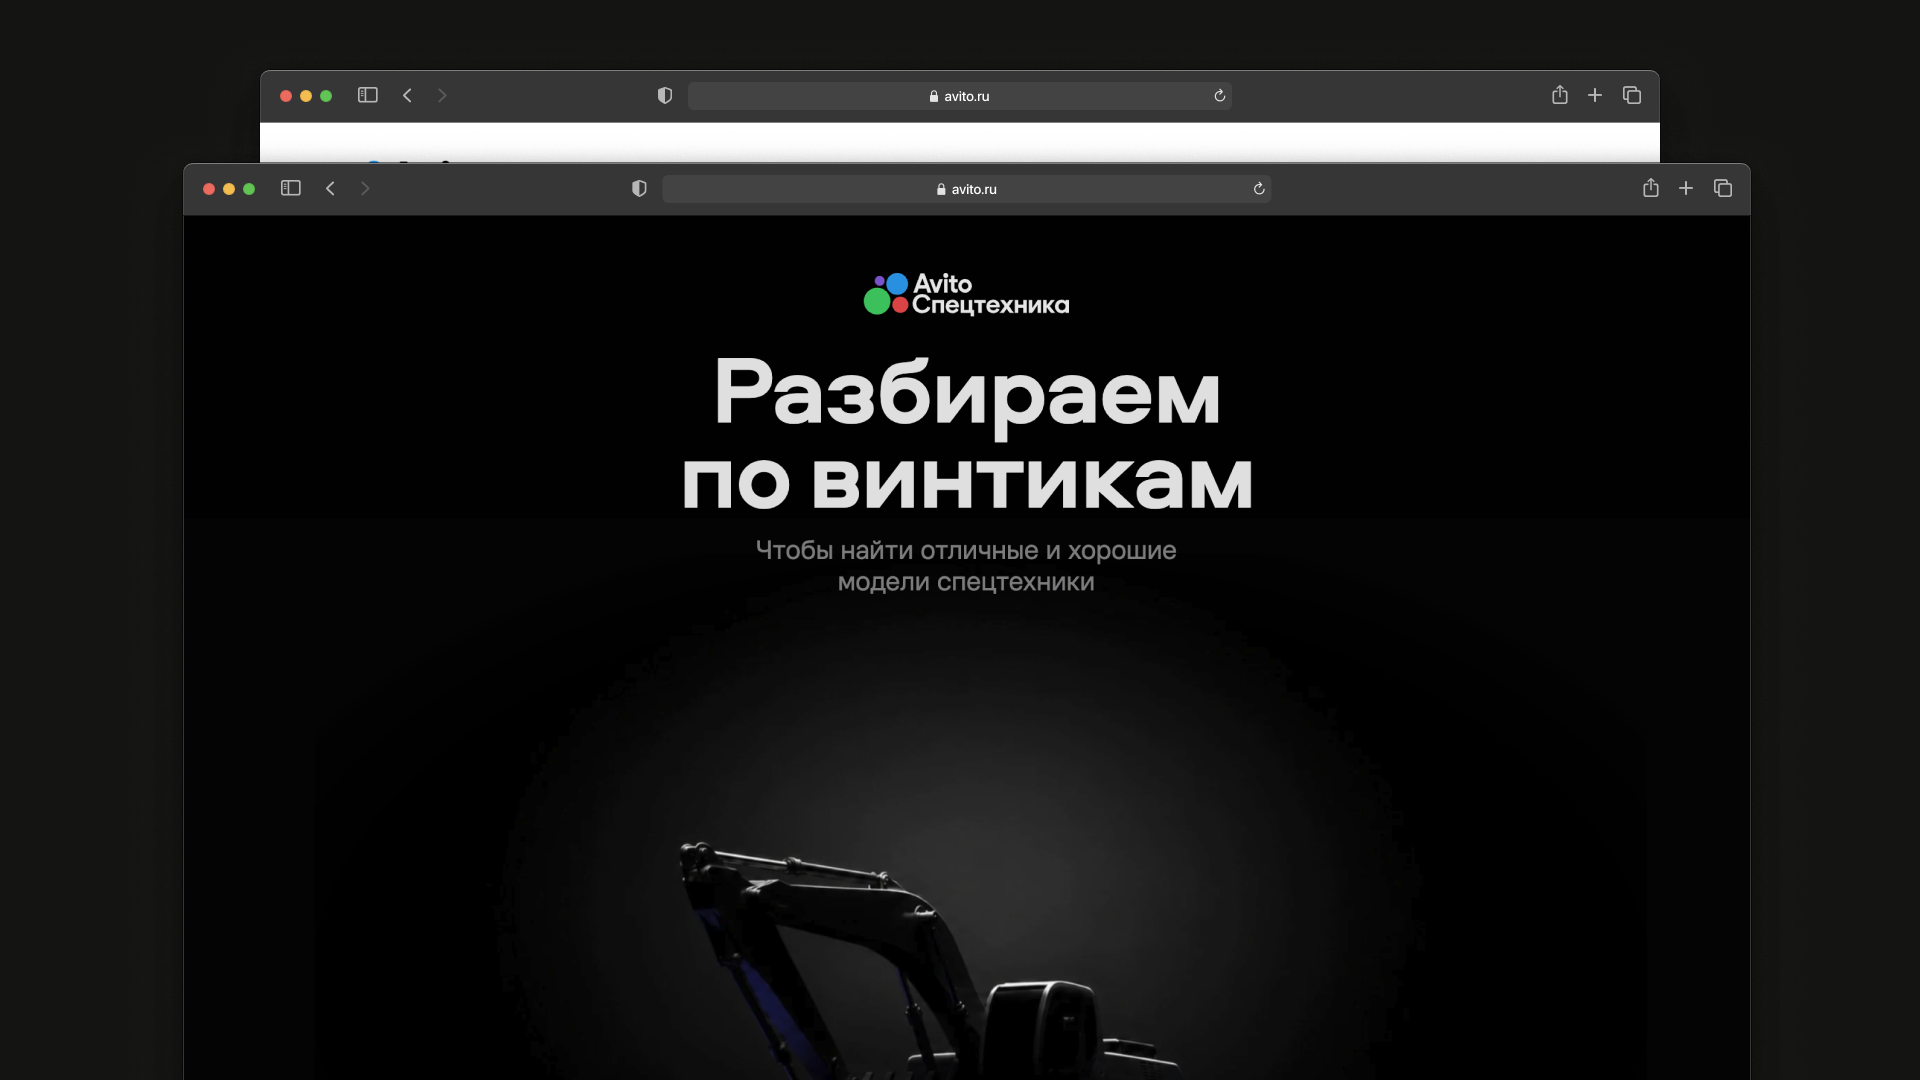 avito.ru
avito.ru
Avito
Спецтехника
Разбираем
по винтикам
Чтобы найти отличные и хорошие
модели спецтехники